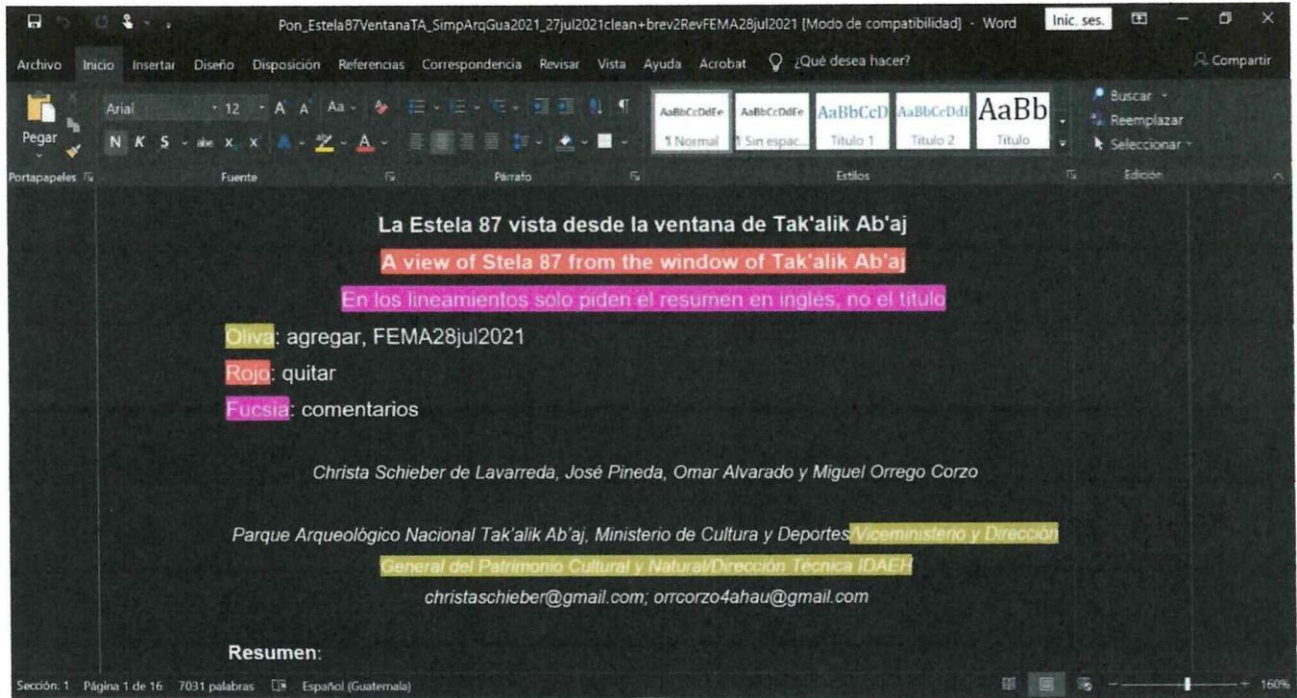 Pon_Estela87VentanaTA_SimpArqGua2021_27jul2021clean+brev2RevFEMA28jul2021 [Modo de compatibilidad] - Word
Inic. ses.
Archivo Inicio Insertar Diseño Disposición Referencias Correspondencia Revisar Vista Ayuda Acrobat ¿Qué desea hacer? Compartir
Pegar
Arial 12 A A Aa
N K S abc x x A A
AaBbCcDdEe AaBbCcDdEe AaBbCcD AaBbCcDdE AaBb
¶ Normal ¶ Sin espac... Título 1 Título 2 Título
Buscar
Reemplazar
Seleccionar
Portapapeles Fuente Párrafo Estilos Edición
La Estela 87 vista desde la ventana de Tak'alik Ab'aj
A view of Stela 87 from the window of Tak'alik Ab'aj
En los lineamientos sólo piden el resumen en inglés, no el título
Oliva: agregar, FEMA28jul2021
Rojo: quitar
Fucsia: comentarios
Christa Schieber de Lavarreda, José Pineda, Omar Alvarado y Miguel Orrego Corzo
Parque Arqueológico Nacional Tak'alik Ab'aj, Ministerio de Cultura y Deportes/Viceministerio y Dirección
General del Patrimonio Cultural y Natural/Dirección Técnica IDAEH
christaschieber@gmail.com; orrcorzo4ahau@gmail.com
Resumen:
Sección: 1 Página 1 de 16 7031 palabras Español (Guatemala) 160%